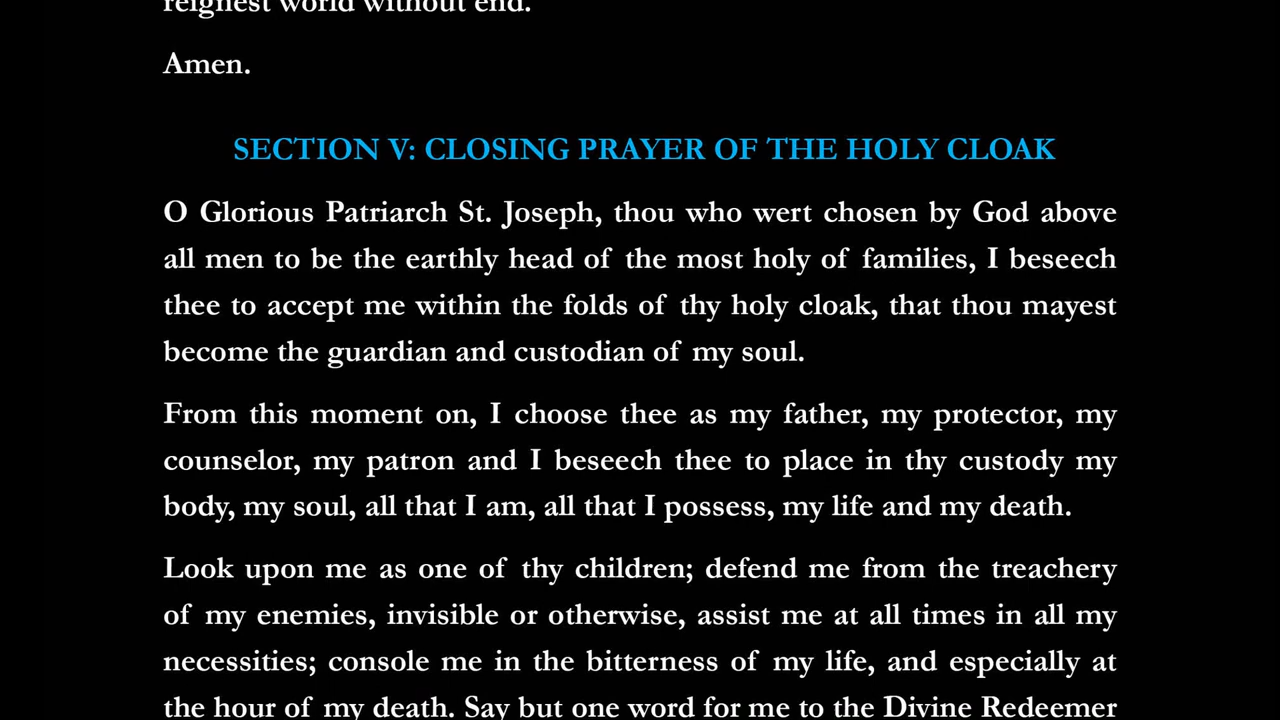 reignest world without end.
Amen.
SECTION V: CLOSING PRAYER OF THE HOLY CLOAK
O Glorious Patriarch St. Joseph, thou who wert chosen by God above
all men to be the earthly head of the most holy of families, I beseech
thee to accept me within the folds of thy holy cloak, that thou mayest
become the guardian and custodian of my soul.
From this moment on, I choose thee as my father, my protector, my
counselor, my patron and I beseech thee to place in thy custody my
body, my soul, all that I am, all that I possess, my life and my death.
Look upon me as one of thy children; defend me from the treachery
of my enemies, invisible or otherwise, assist me at all times in all my
necessities; console me in the bitterness of my life, and especially at
the hour of my death. Say but one word for me to the Divine Redeemer